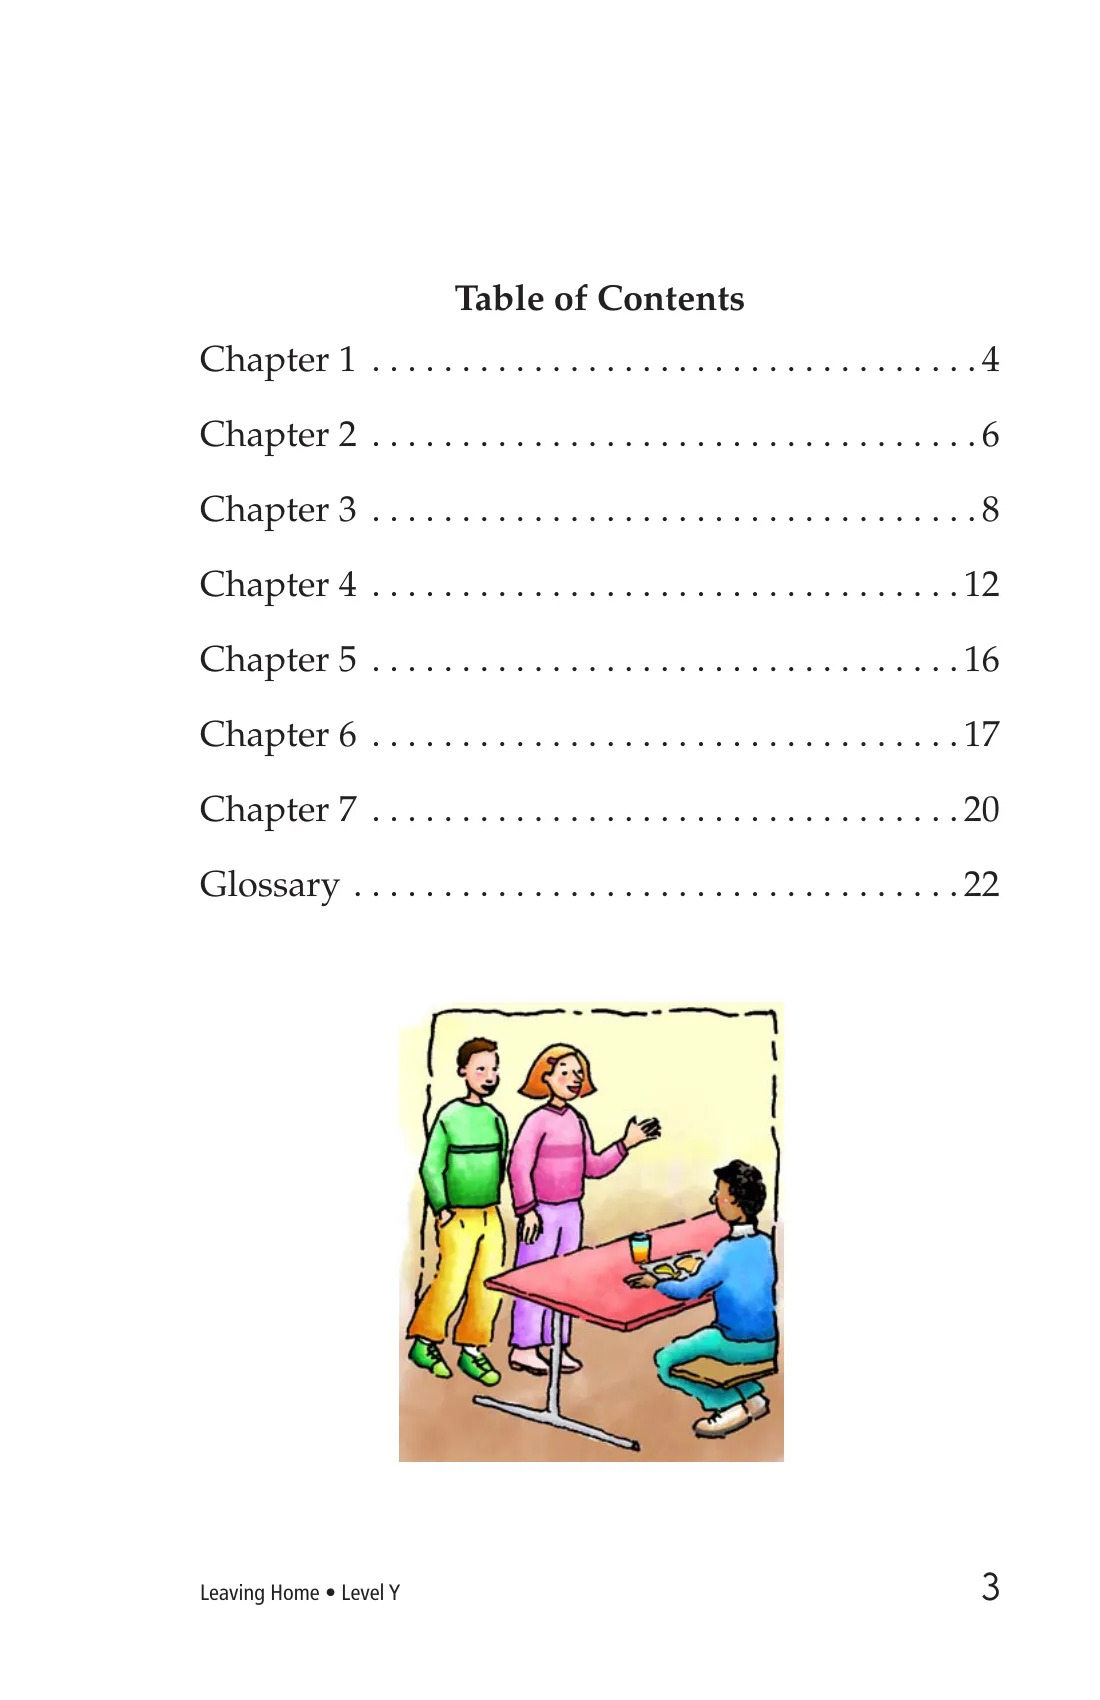 Table of Contents
Chapter 1 . . . . . . . . . . . . . . . . . . . . . . . . . . . . . . . . . . 4
Chapter 2 . . . . . . . . . . . . . . . . . . . . . . . . . . . . . . . . . . 6
Chapter 3 . . . . . . . . . . . . . . . . . . . . . . . . . . . . . . . . . . 8
Chapter 4 . . . . . . . . . . . . . . . . . . . . . . . . . . . . . . . . . 12
Chapter 5 . . . . . . . . . . . . . . . . . . . . . . . . . . . . . . . . . 16
Chapter 6 . . . . . . . . . . . . . . . . . . . . . . . . . . . . . . . . . 17
Chapter 7 . . . . . . . . . . . . . . . . . . . . . . . . . . . . . . . . . 20
Glossary . . . . . . . . . . . . . . . . . . . . . . . . . . . . . . . . . . 22
Leaving Home • Level Y 3